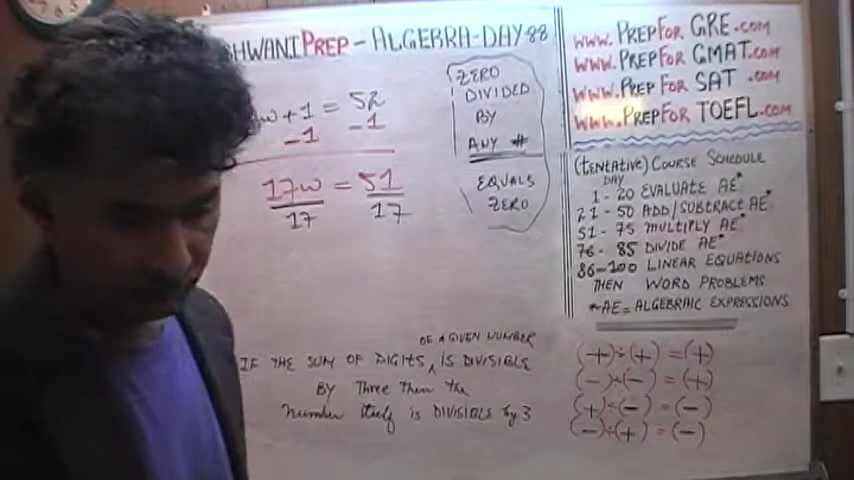 SHWANIPREP - ALGEBRA - DAY 88
w + 1 = 52
-1 -1
17w = 51
17 17
ZERO
DIVIDED
BY
ANY #
EQUALS
ZERO
OF A GIVEN NUMBER
IF THE SUM OF DIGITS, IS DIVISIBLE
BY Three then the
number itself is DIVISIBLE by 3
www. PREPFOR GRE.com
www. PREPFOR GMAT.com
www. PREPFOR SAT .com
www. PREPFOR TOEFL.com
(TENTATIVE) COURSE SCHEDULE
DAY
1 - 20 EVALUATE AE*
21 - 50 ADD/SUBTRACT AE*
51 - 75 MULTIPLY AE*
76 - 85 DIVIDE AE*
86-100 LINEAR EQUATIONS
THEN WORD PROBLEMS
*AE = ALGEBRAIC EXPRESSIONS
(+) ÷ (+) = (+)
(-) ÷ (-) = (+)
(+) ÷ (-) = (-)
(-) ÷ (+) = (-)